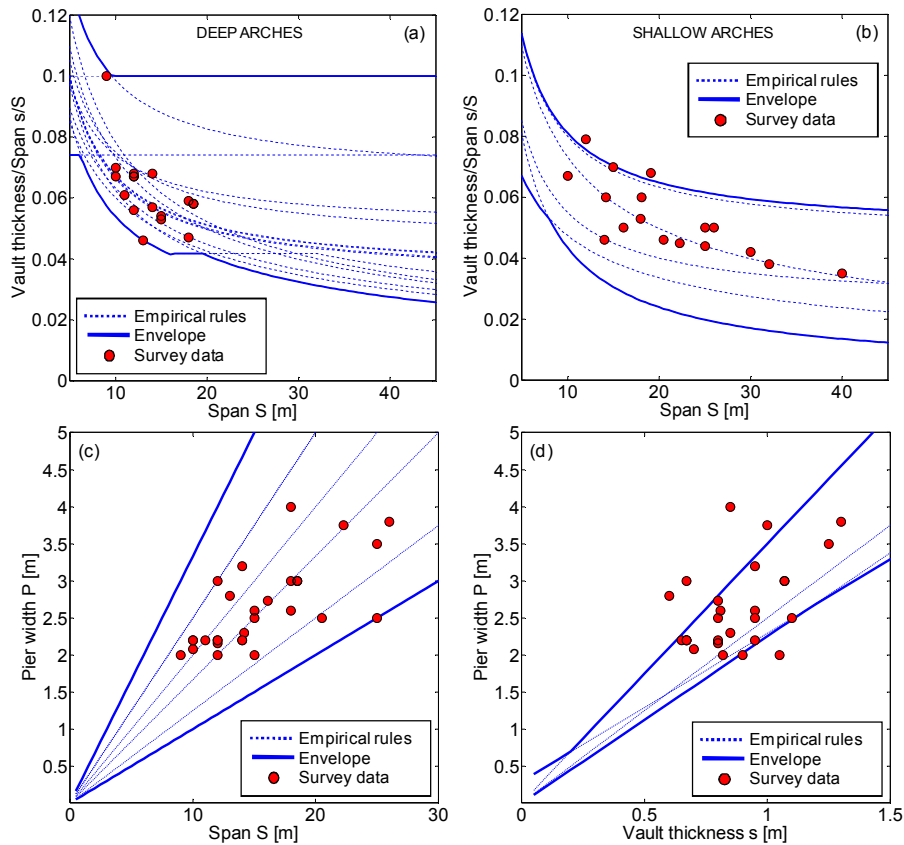 DEEP ARCHES (a)
0.12
0.1
0.08
0.06
0.04
0.02
0
Vault thickness/Span s/S
Empirical rules
Envelope
Survey data
10 20 30 40
Span S [m]
SHALLOW ARCHES (b)
0.12
0.1
0.08
0.06
0.04
0.02
0
Vault thickness/Span s/S
Empirical rules
Envelope
Survey data
10 20 30 40
Span S [m]
(c)
5
4.5
4
3.5
3
2.5
2
1.5
1
0.5
Pier width P [m]
Empirical rules
Envelope
Survey data
0 10 20 30
Span S [m]
(d)
5
4.5
4
3.5
3
2.5
2
1.5
1
0.5
Pier width P [m]
Empirical rules
Envelope
Survey data
0 0.5 1 1.5
Vault thickness s [m]